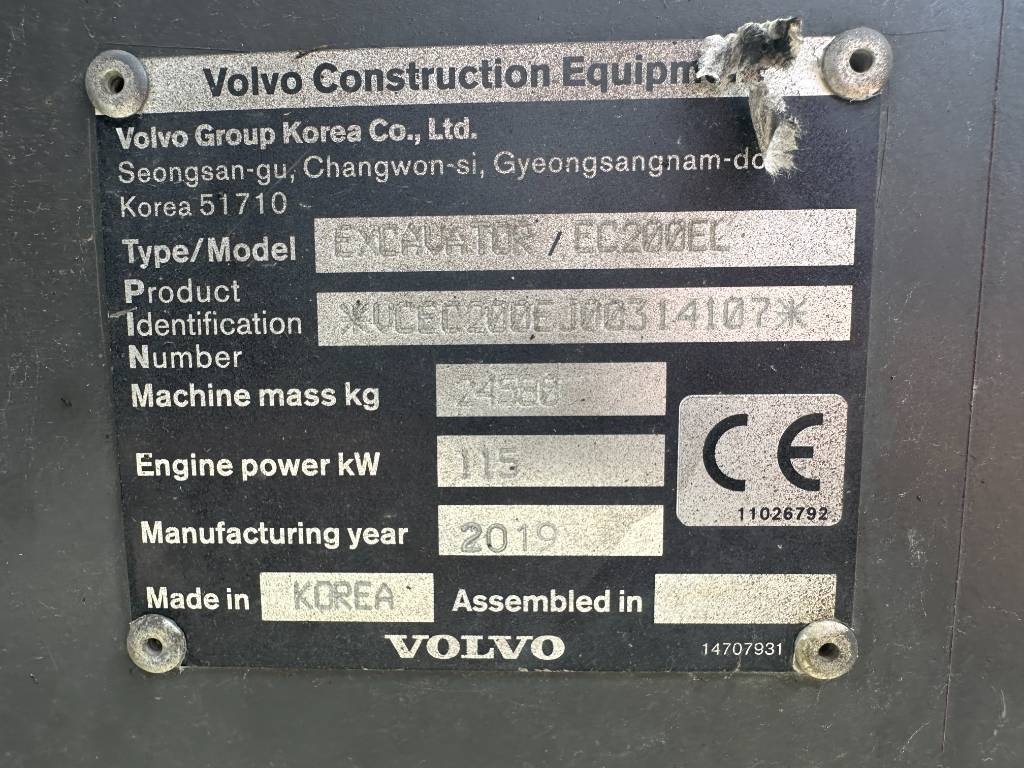 Volvo Construction Equipment
Volvo Group Korea Co., Ltd.
Seongsan-gu, Changwon-si, Gyeongsangnam-do
Korea 51710
Type/Model EXCAVATOR / EC200EL
Product
Identification *VCEC200EJ00314107*
Number
Machine mass kg 24580
Engine power kW 115
CE
11026792
Manufacturing year 2019
Made in KOREA Assembled in
VOLVO 14707931